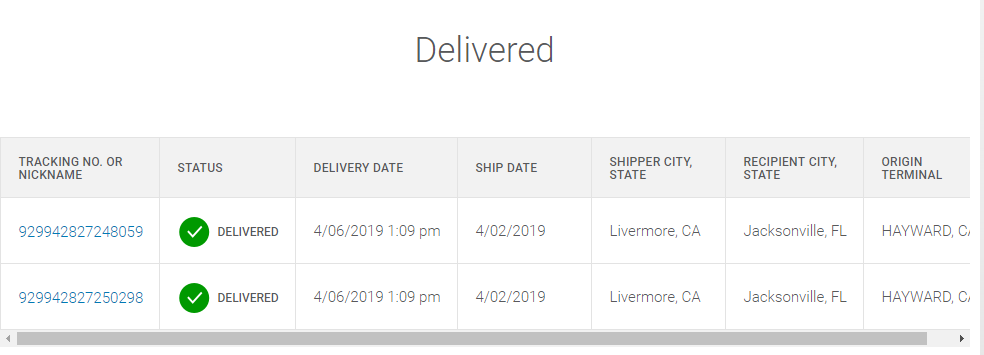 Delivered
TRACKING NO. OR NICKNAME STATUS DELIVERY DATE SHIP DATE SHIPPER CITY, STATE RECIPIENT CITY, STATE ORIGIN TERMINAL
929942827248059 DELIVERED 4/06/2019 1:09 pm 4/02/2019 Livermore, CA Jacksonville, FL HAYWARD, CA
929942827250298 DELIVERED 4/06/2019 1:09 pm 4/02/2019 Livermore, CA Jacksonville, FL HAYWARD, CA